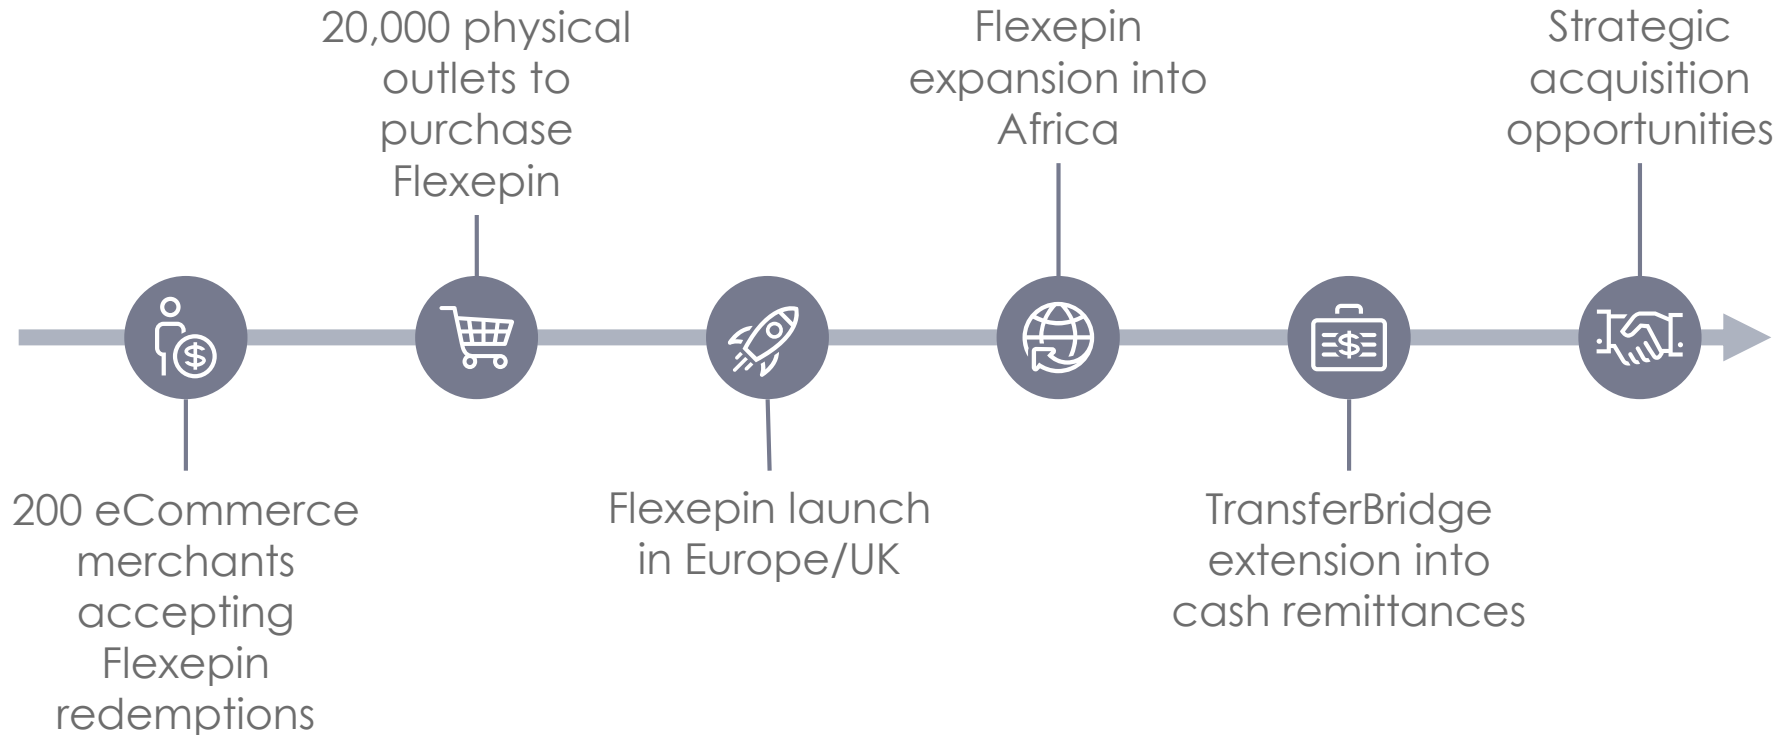 200 eCommerce
merchants
accepting
Flexepin
redemptions
20,000 physical
outlets to
purchase
Flexepin
Flexepin launch
in Europe/UK
Flexepin
expansion into
Africa
TransferBridge
extension into
cash remittances
Strategic
acquisition
opportunities